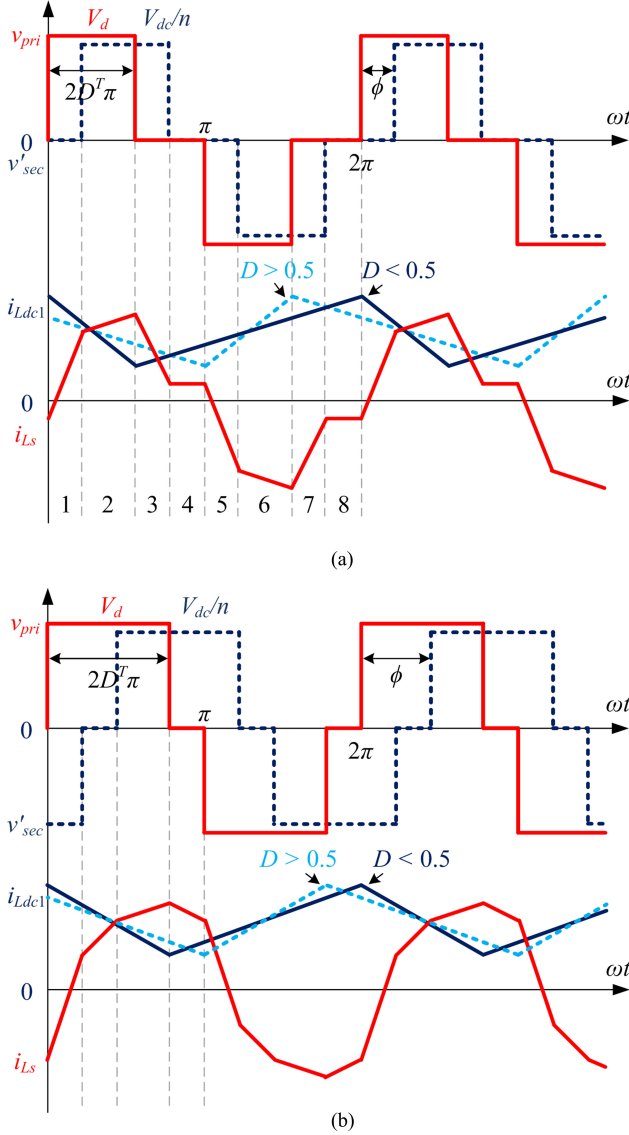 V_d V_dc/n
v_pri
2D^Tπ ϕ
0 π 2π ωt
v'_sec
D > 0.5 D < 0.5
i_Ldc1
0 ωt
i_Ls
1 2 3 4 5 6 7 8
(a)
V_d V_dc/n
v_pri
2D^Tπ ϕ
0 π 2π ωt
v'_sec
D > 0.5 D < 0.5
i_Ldc1
0 ωt
i_Ls
(b)